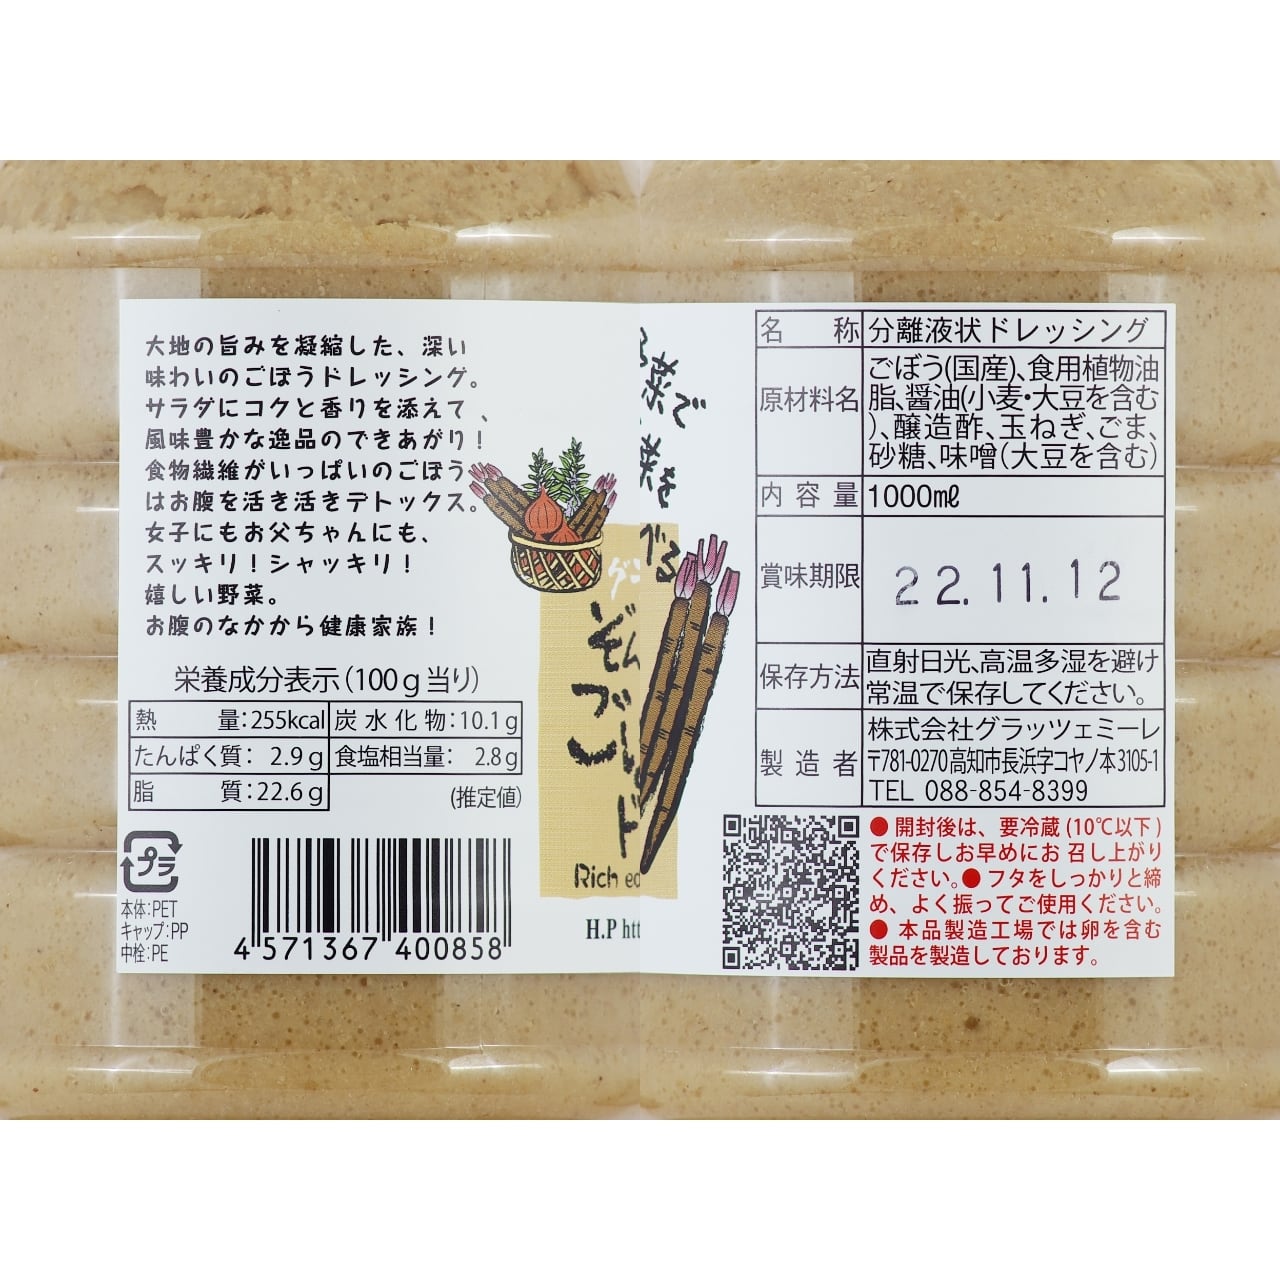 大地の旨みを凝縮した、深い
味わいのごぼうドレッシング。
サラダにコクと香りを添えて、
風味豊かな逸品のできあがり!
食物繊維がいっぱいのごぼう
はお腹を活き活きデトックス。
女子にもお父ちゃんにも、
スッキリ!シャッキリ!
嬉しい野菜。
お腹のなかから健康家族!
栄養成分表示(100g当り)
熱量:255kcal 炭水化物:10.1g
たんぱく質: 2.9g 食塩相当量: 2.8g
脂質:22.6g (推定値)
プラ
本体:PET
キャップ:PP
中栓:PE
4571367400858
菜で
菜を
べる
Rich
H.P htt
名称 分離液状ドレッシング
原材料名 ごぼう(国産)、食用植物油
脂、醤油(小麦・大豆を含む
)、醸造酢、玉ねぎ、ごま、
砂糖、味噌(大豆を含む)
内容量 1000mℓ
賞味期限 22.11.12
保存方法 直射日光、高温多湿を避け
常温で保存してください。
製造者 株式会社グラッツェミーレ
〒781-0270高知市長浜字コヤノ本3105-1
TEL 088-854-8399
●開封後は、要冷蔵(10℃以下)
で保存しお早めにお召し上がり
ください。●フタをしっかりと締
め、よく振ってご使用ください。
●本品製造工場では卵を含む
製品を製造しております。